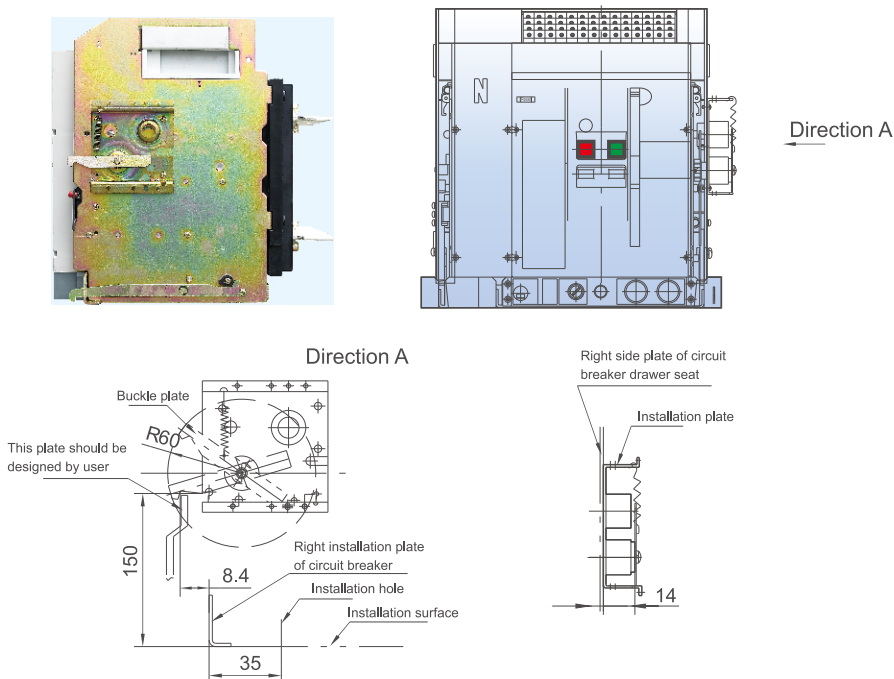 N
Direction A
Direction A
Buckle plate
R60
This plate should be
designed by user
150
8.4
Right installation plate
of circuit breaker
Installation hole
Installation surface
35
Right side plate of circuit
breaker drawer seat
Installation plate
14